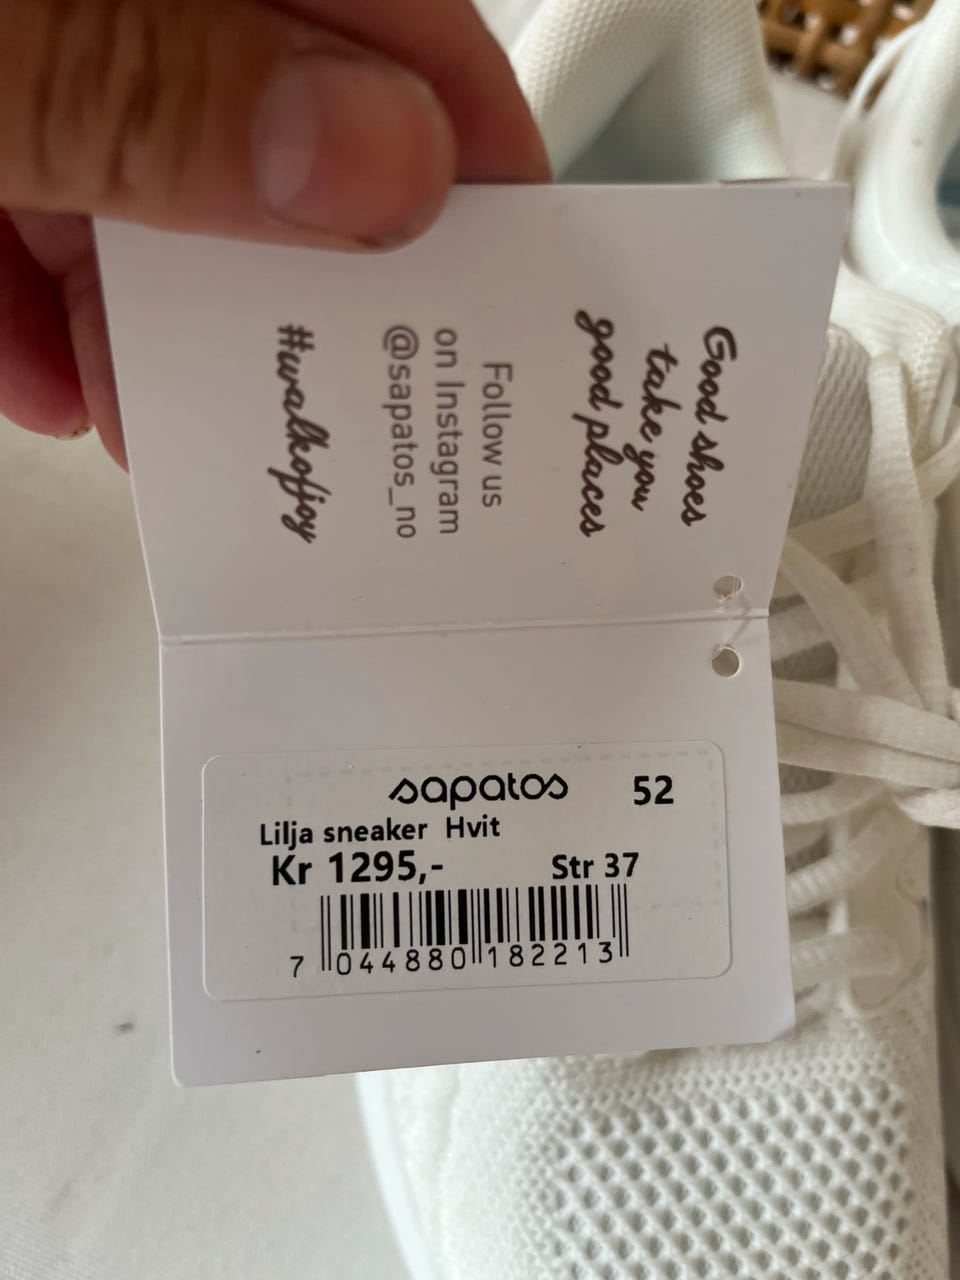 Good shoes
take you
good places
Follow us
on Instagram
@sapatos_no
#walkofjoy
sapatos 52
Lilja sneaker Hvit
Kr 1295,- Str 37
7 044880 182213